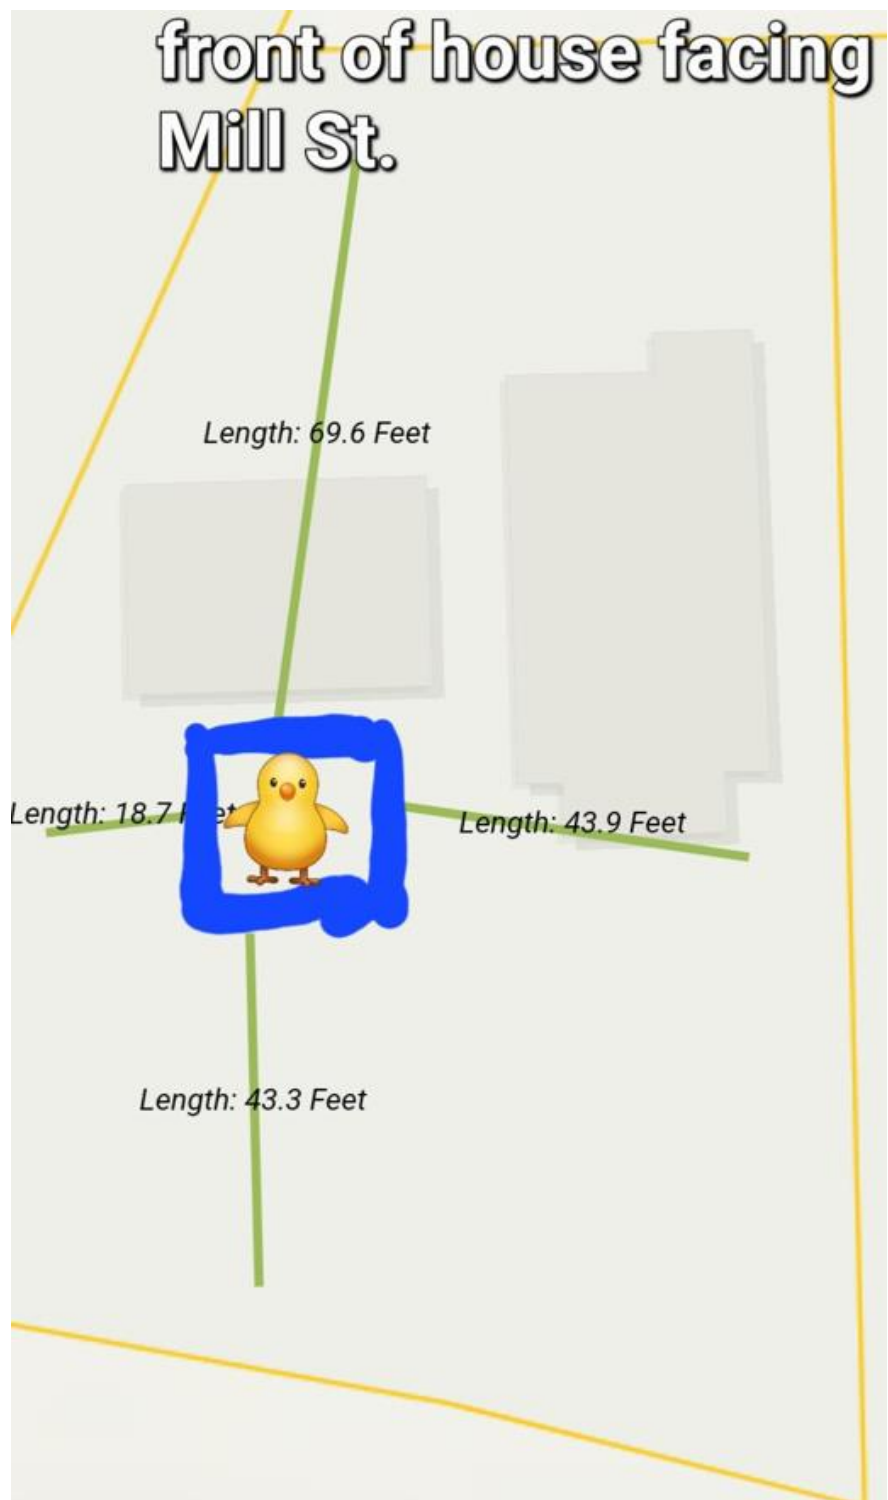 front of house facing
Mill St.
Length: 69.6 Feet
Length: 18.7 Feet
Length: 43.9 Feet
Length: 43.3 Feet